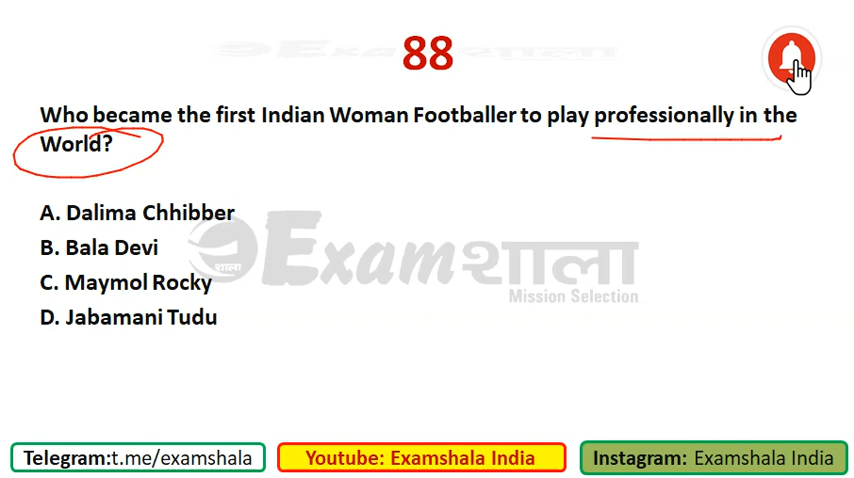 88
Who became the first Indian Woman Footballer to play professionally in the
World?
A. Dalima Chhibber
B. Bala Devi
C. Maymol Rocky
D. Jabamani Tudu
शाला Examशाला
Mission Selection
Telegram:t.me/examshala
Youtube: Examshala India
Instagram: Examshala India